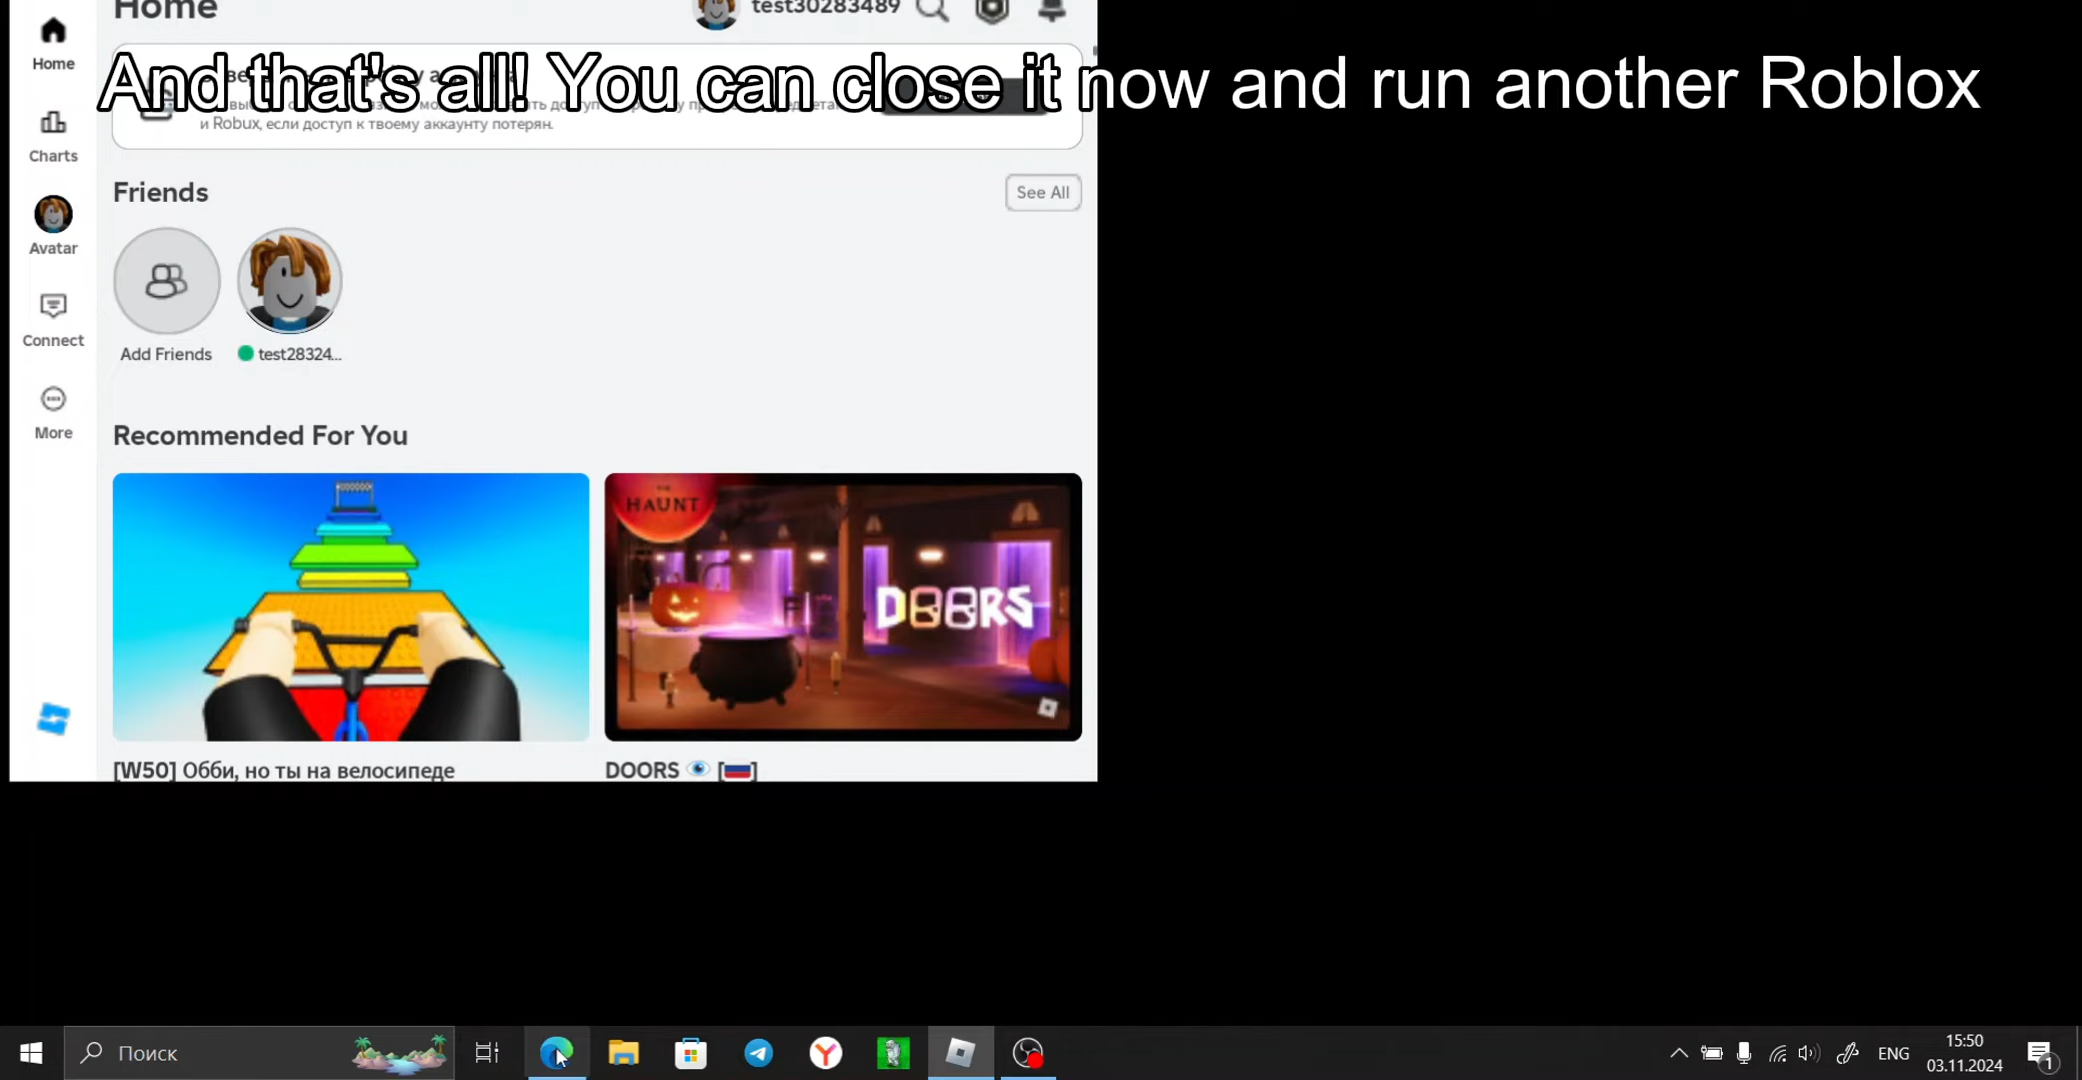 Home
test30283489
And that's all! You can close it now and run another Roblox
и Robux, если доступ к твоему аккаунту потерян.
Home
Charts
Avatar
Connect
More
Friends
See All
Add Friends
test28324...
Recommended For You
HAUNT
DOORS
[W50] Обби, но ты на велосипеде
DOORS 👁 [🇷🇺]
Поиск
ENG
15:50
03.11.2024
1